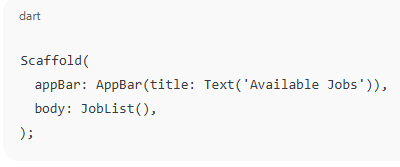 dart
Scaffold(
  appBar: AppBar(title: Text('Available Jobs')),
  body: JobList(),
);